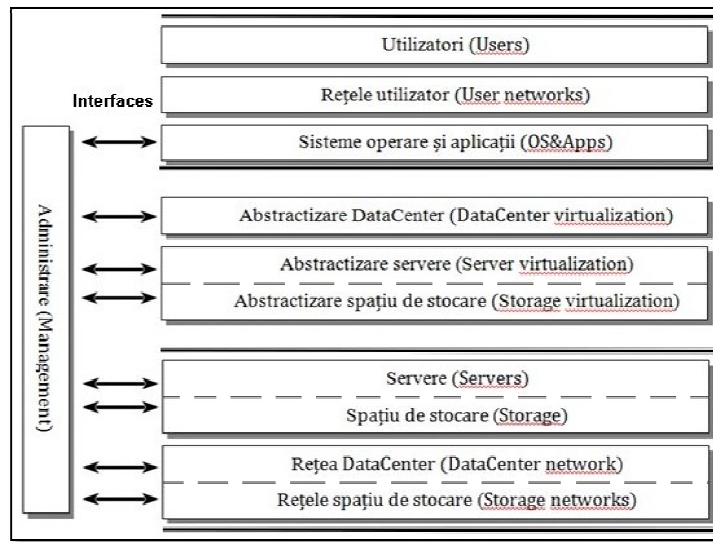 Utilizatori (Users)
Interfaces
Rețele utilizator (User networks)
Sisteme operare și aplicații (OS&Apps)
Administrare (Management)
Abstractizare DataCenter (DataCenter virtualization)
Abstractizare servere (Server virtualization)
Abstractizare spațiu de stocare (Storage virtualization)
Servere (Servers)
Spațiu de stocare (Storage)
Rețea DataCenter (DataCenter network)
Rețele spațiu de stocare (Storage networks)